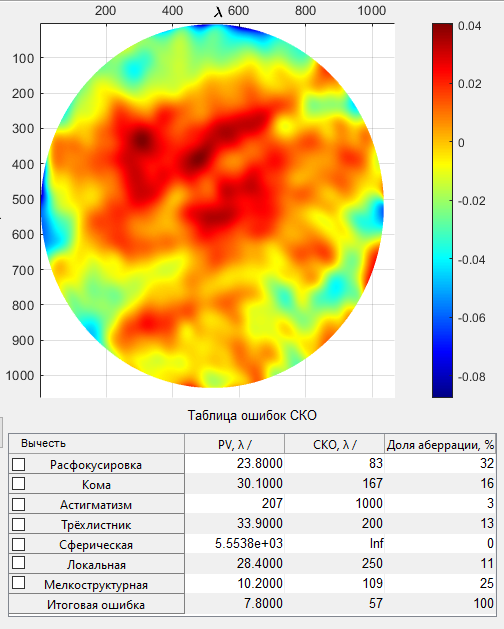 200 400 λ 600 800 1000
100
200
300
400
500
600
700
800
900
1000
0.04
0.02
0
-0.02
-0.04
-0.06
-0.08
Таблица ошибок СКО
Вычесть PV, λ / СКО, λ / Доля аберрации, %
Расфокусировка 23.8000 83 32
Кома 30.1000 167 16
Астигматизм 207 1000 3
Трёхлистник 33.9000 200 13
Сферическая 5.5538e+03 Inf 0
Локальная 28.4000 250 11
Мелкоструктурная 10.2000 109 25
Итоговая ошибка 7.8000 57 100